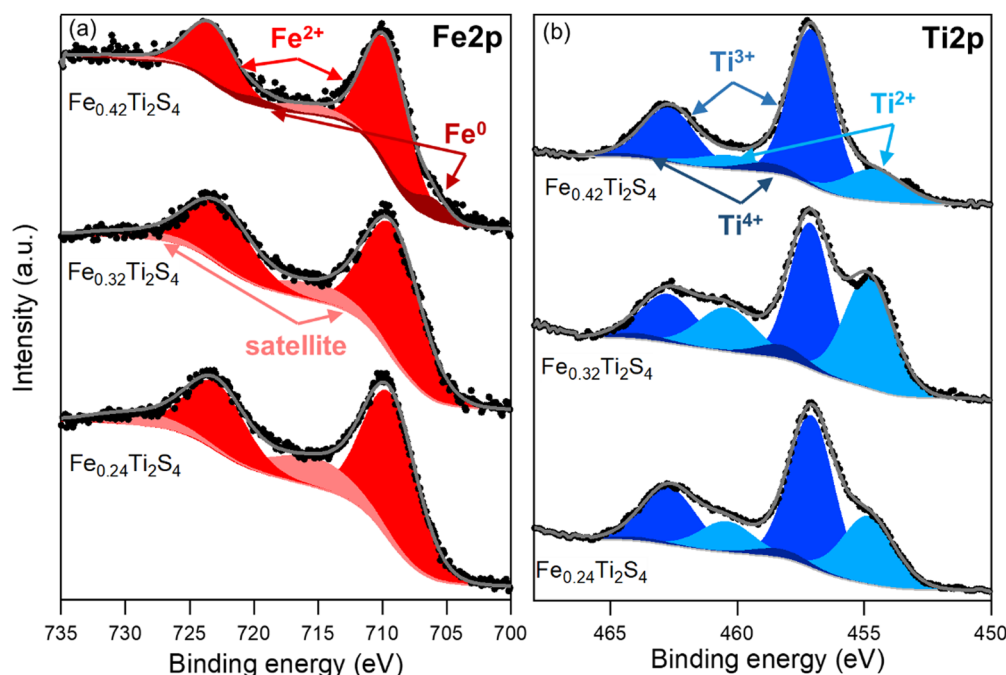 (a)
Fe2p
Fe²⁺
Fe₀.₄₂Ti₂S₄
Fe⁰
Fe₀.₃₂Ti₂S₄
satellite
Fe₀.₂₄Ti₂S₄
Intensity (a.u.)
735 730 725 720 715 710 705 700
Binding energy (eV)
(b)
Ti2p
Ti³⁺
Ti²⁺
Fe₀.₄₂Ti₂S₄
Ti⁴⁺
Fe₀.₃₂Ti₂S₄
Fe₀.₂₄Ti₂S₄
465 460 455 450
Binding energy (eV)